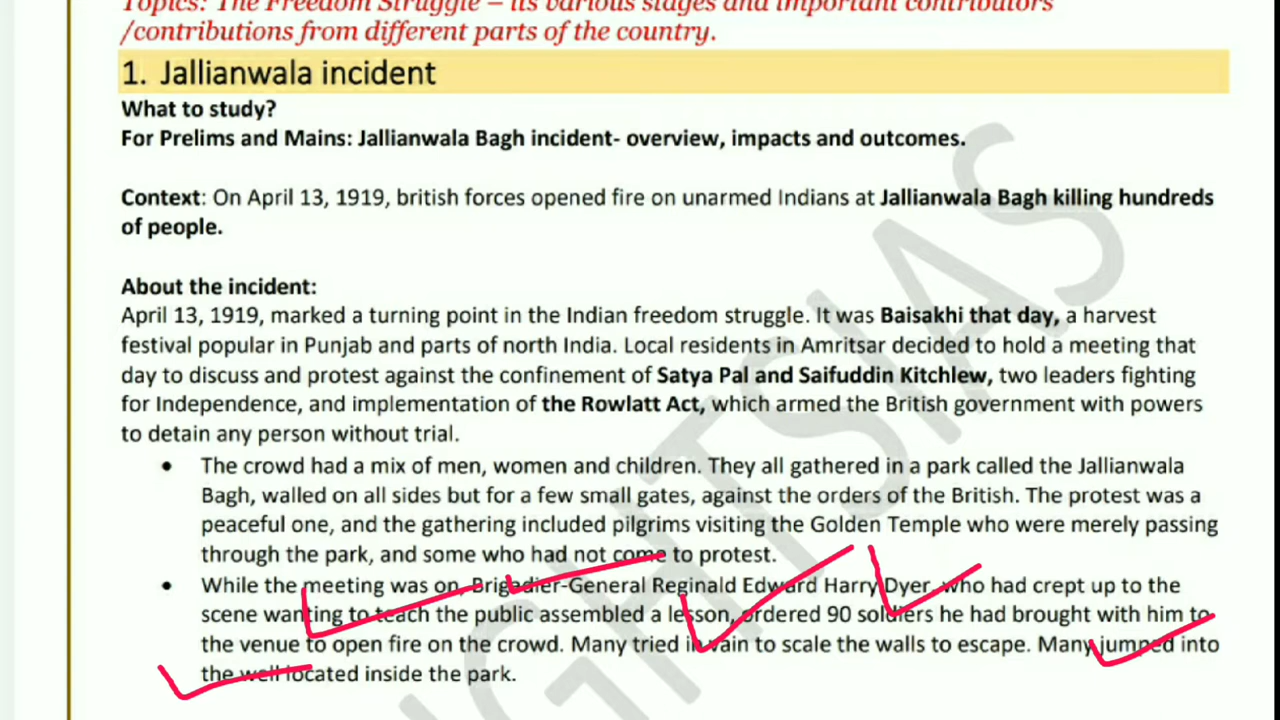 Topics: The Freedom Struggle – its various stages and important contributors
/contributions from different parts of the country.
1. Jallianwala incident
What to study?
For Prelims and Mains: Jallianwala Bagh incident- overview, impacts and outcomes.
Context: On April 13, 1919, british forces opened fire on unarmed Indians at Jallianwala Bagh killing hundreds
of people.
About the incident:
April 13, 1919, marked a turning point in the Indian freedom struggle. It was Baisakhi that day, a harvest
festival popular in Punjab and parts of north India. Local residents in Amritsar decided to hold a meeting that
day to discuss and protest against the confinement of Satya Pal and Saifuddin Kitchlew, two leaders fighting
for Independence, and implementation of the Rowlatt Act, which armed the British government with powers
to detain any person without trial.
• The crowd had a mix of men, women and children. They all gathered in a park called the Jallianwala
Bagh, walled on all sides but for a few small gates, against the orders of the British. The protest was a
peaceful one, and the gathering included pilgrims visiting the Golden Temple who were merely passing
through the park, and some who had not come to protest.
• While the meeting was on, Brigadier-General Reginald Edward Harry Dyer, who had crept up to the
scene wanting to teach the public assembled a lesson, ordered 90 soldiers he had brought with him to
the venue to open fire on the crowd. Many tried in vain to scale the walls to escape. Many jumped into
the well located inside the park.
GHTSIAS